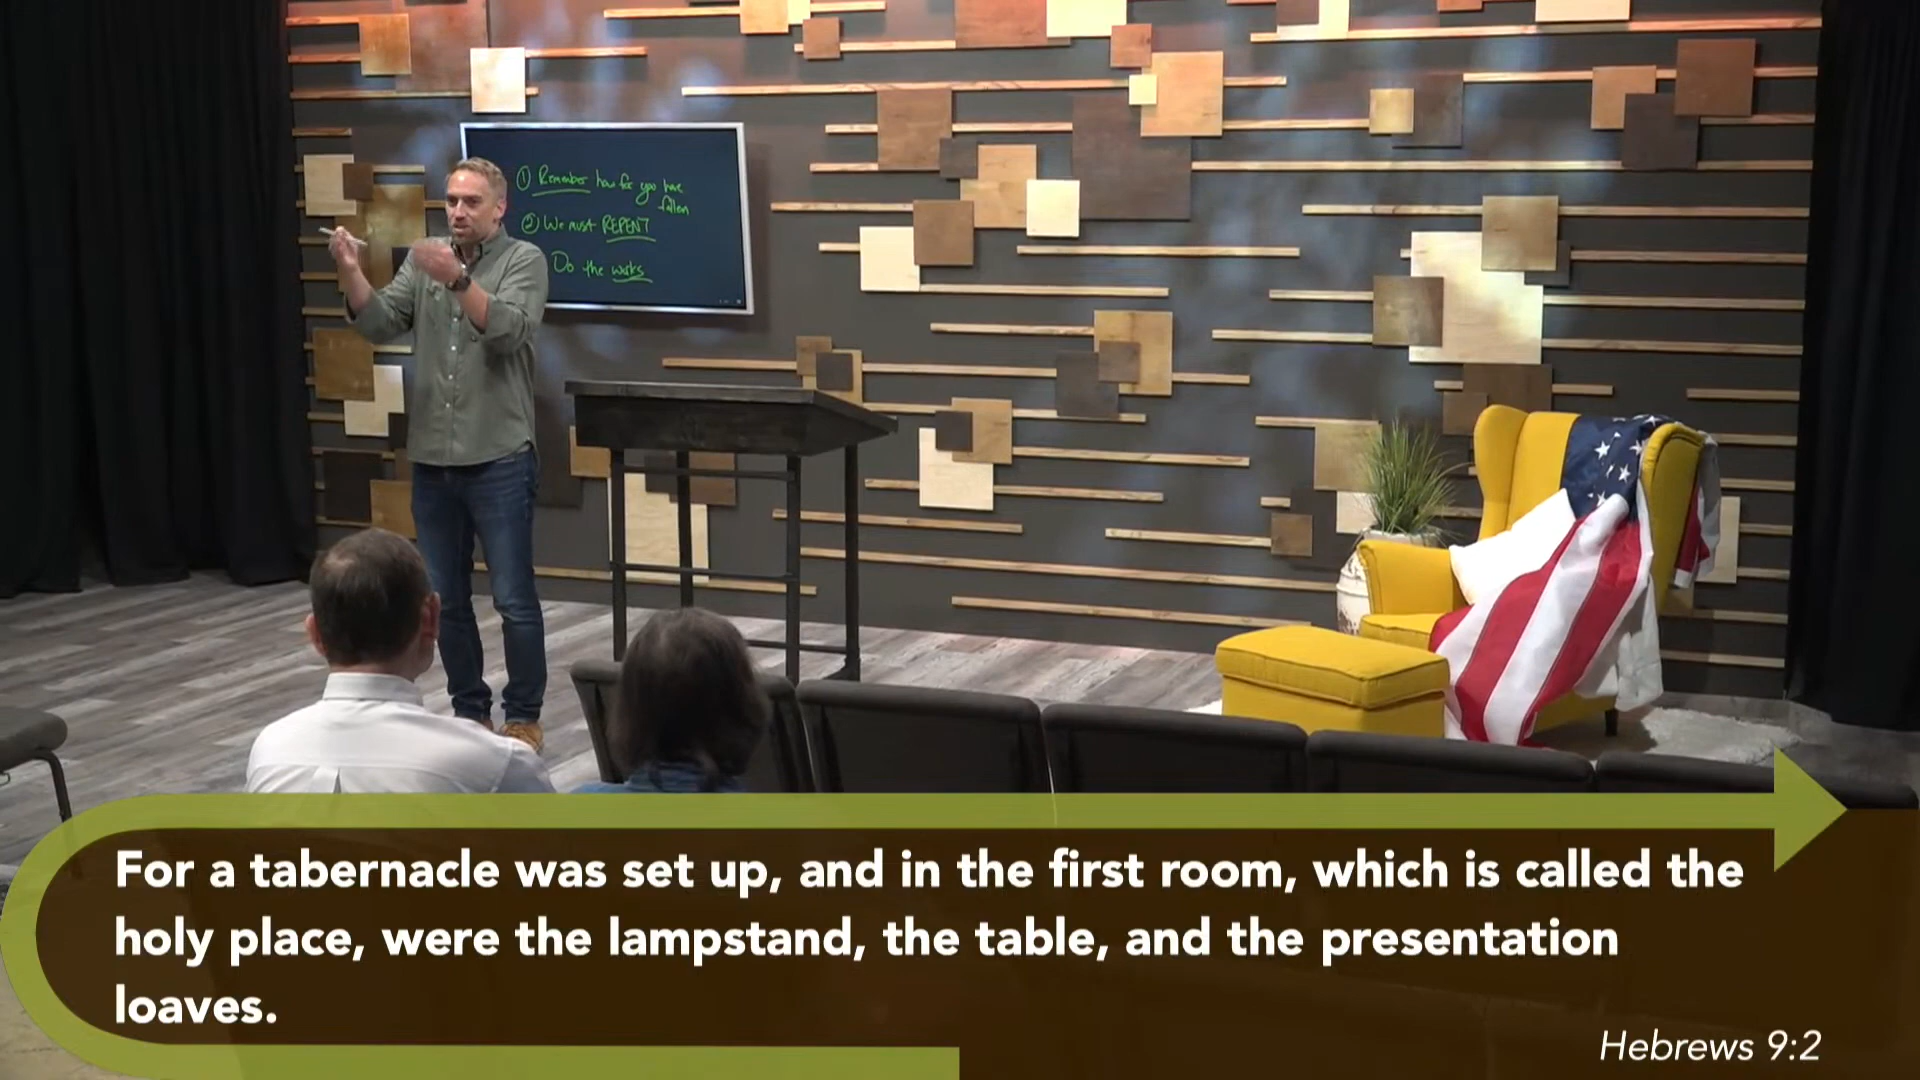 ① Remember how far you have
fallen
② We must REPENT
Do the works
For a tabernacle was set up, and in the first room, which is called the
holy place, were the lampstand, the table, and the presentation
loaves.
Hebrews 9:2